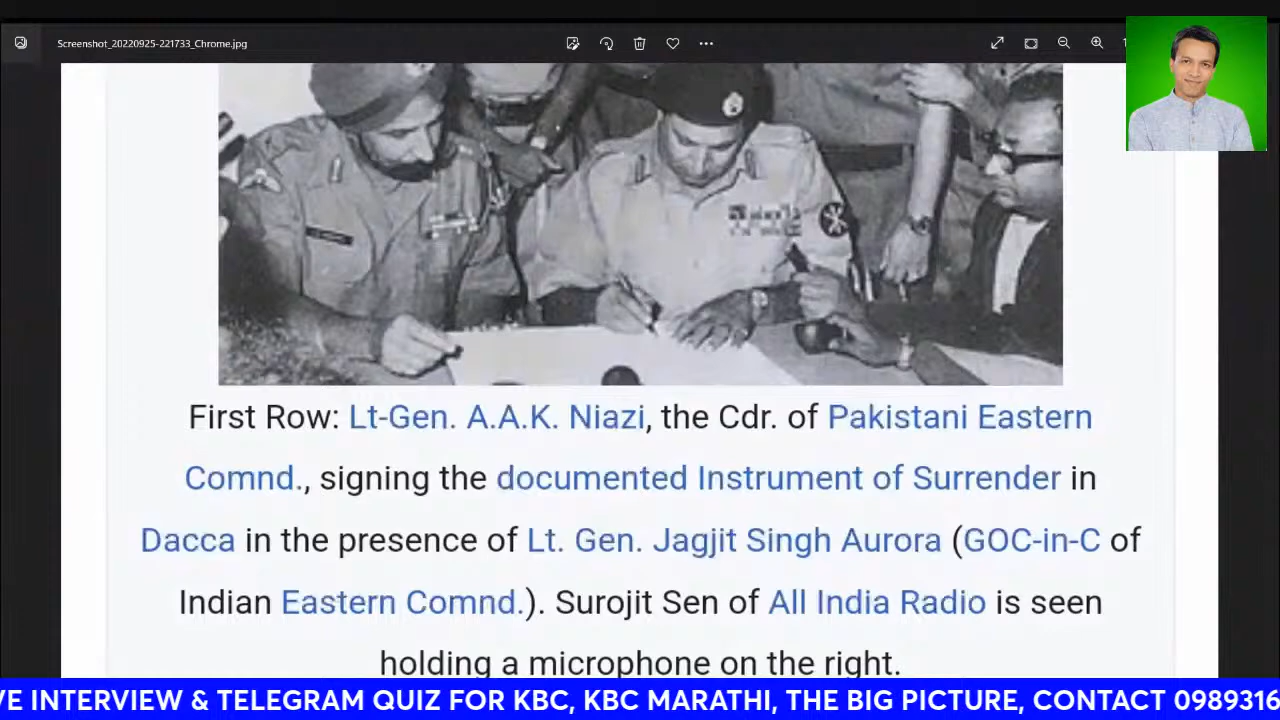 Screenshot_20220925-221733_Chrome.jpg
First Row: Lt-Gen. A.A.K. Niazi, the Cdr. of Pakistani Eastern
Comnd., signing the documented Instrument of Surrender in
Dacca in the presence of Lt. Gen. Jagjit Singh Aurora (GOC-in-C of
Indian Eastern Comnd.). Surojit Sen of All India Radio is seen
holding a microphone on the right.
VE INTERVIEW & TELEGRAM QUIZ FOR KBC, KBC MARATHI, THE BIG PICTURE, CONTACT 0989316